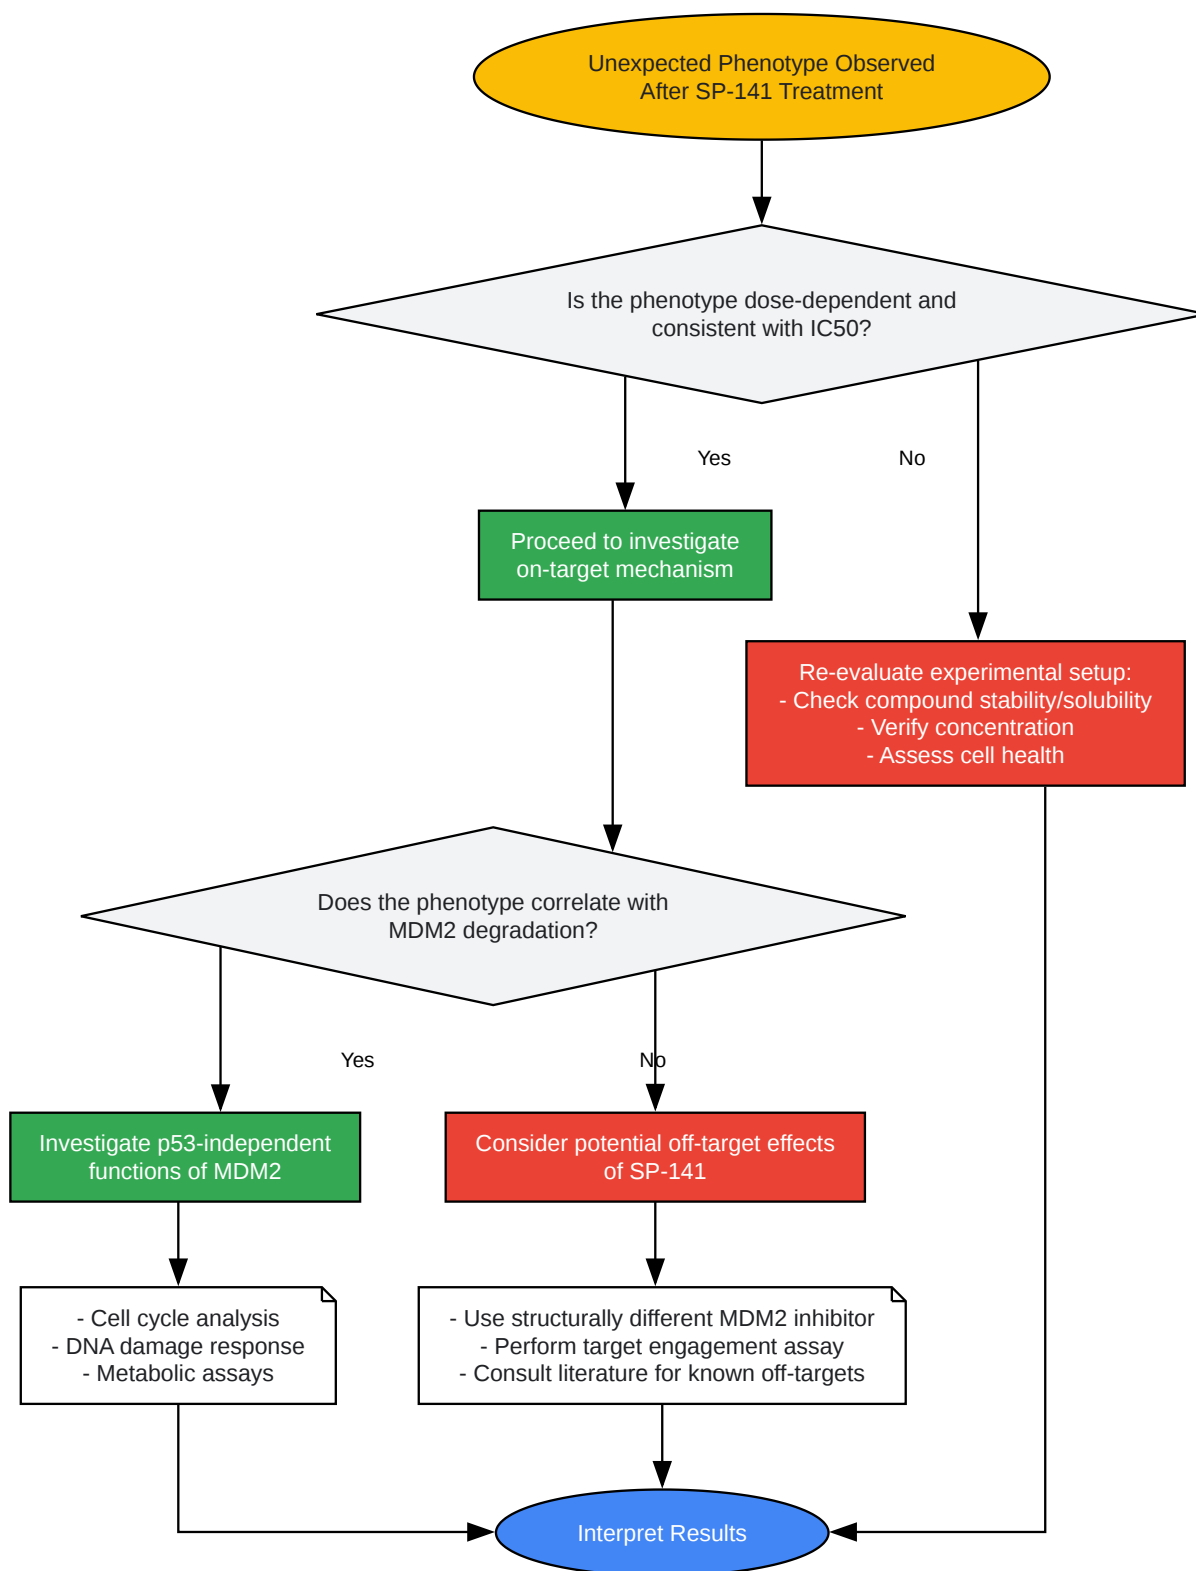 Unexpected Phenotype Observed
After SP-141 Treatment
Is the phenotype dose-dependent and
consistent with IC50?
Yes
No
Proceed to investigate
on-target mechanism
Re-evaluate experimental setup:
- Check compound stability/solubility
- Verify concentration
- Assess cell health
Does the phenotype correlate with
MDM2 degradation?
Yes
No
Investigate p53-independent
functions of MDM2
Consider potential off-target effects
of SP-141
- Cell cycle analysis
- DNA damage response
- Metabolic assays
- Use structurally different MDM2 inhibitor
- Perform target engagement assay
- Consult literature for known off-targets
Interpret Results